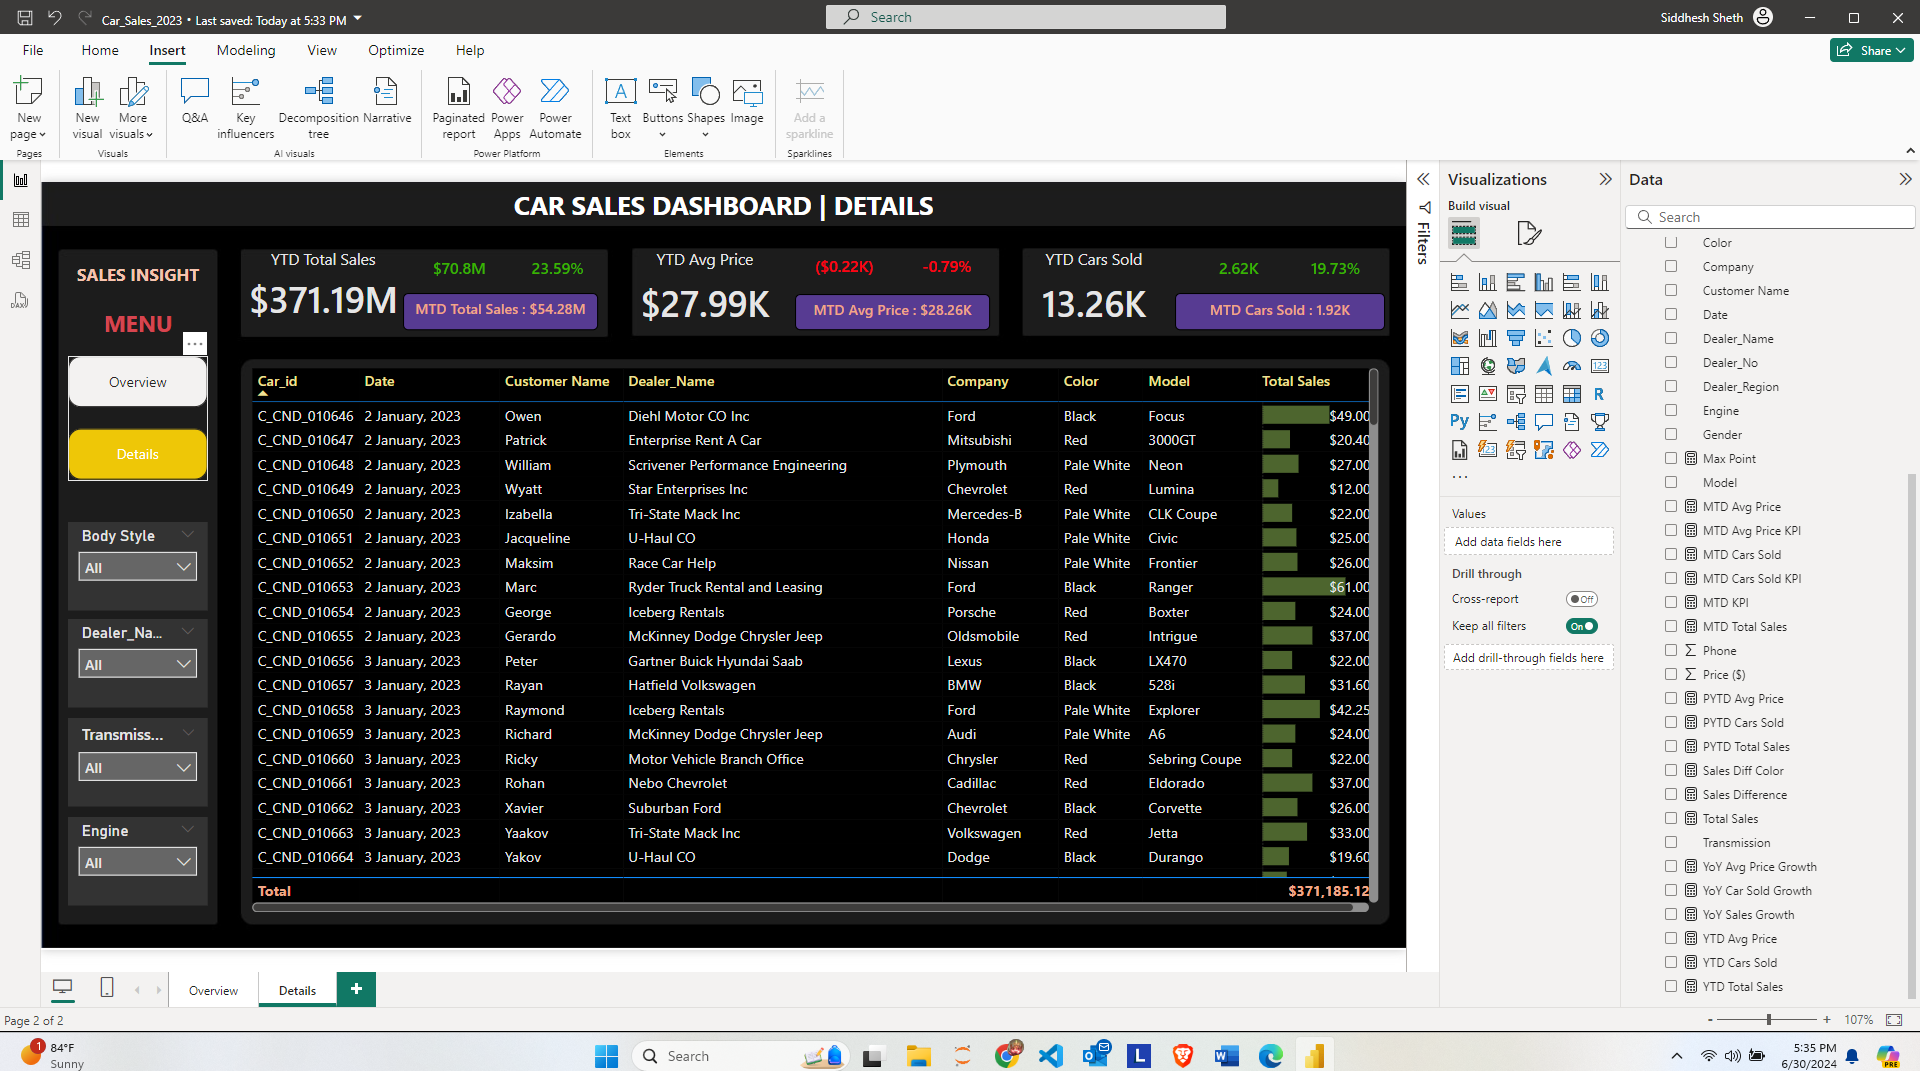 Car_Sales_2023 • Last saved: Today at 5:33 PM
Search
Siddhesh Sheth
File Home Insert Modeling View Optimize Help
Share
New page
New visual
More visuals
Q&A
Key influencers
Decomposition tree
Narrative
Paginated report
Power Apps
Power Automate
Text box
Buttons
Shapes
Image
Add a sparkline
Pages Visuals AI visuals Power Platform Elements Sparklines
CAR SALES DASHBOARD | DETAILS
SALES INSIGHT
MENU
...
Overview
Details
Body Style
All
Dealer_Na...
All
Transmiss...
All
Engine
All
YTD Total Sales
$70.8M 23.59%
$371.19M
MTD Total Sales : $54.28M
YTD Avg Price
($0.22K) -0.79%
$27.99K
MTD Avg Price : $28.26K
YTD Cars Sold
2.62K 19.73%
13.26K
MTD Cars Sold : 1.92K
Car_id Date Customer Name Dealer_Name Company Color Model Total Sales
C_CND_010646 2 January, 2023 Owen Diehl Motor CO Inc Ford Black Focus $49.00
C_CND_010647 2 January, 2023 Patrick Enterprise Rent A Car Mitsubishi Red 3000GT $20.40
C_CND_010648 2 January, 2023 William Scrivener Performance Engineering Plymouth Pale White Neon $27.00
C_CND_010649 2 January, 2023 Wyatt Star Enterprises Inc Chevrolet Red Lumina $12.00
C_CND_010650 2 January, 2023 Izabella Tri-State Mack Inc Mercedes-B Pale White CLK Coupe $22.00
C_CND_010651 2 January, 2023 Jacqueline U-Haul CO Honda Pale White Civic $25.00
C_CND_010652 2 January, 2023 Maksim Race Car Help Nissan Pale White Frontier $26.00
C_CND_010653 2 January, 2023 Marc Ryder Truck Rental and Leasing Ford Black Ranger $61.00
C_CND_010654 2 January, 2023 George Iceberg Rentals Porsche Red Boxter $24.00
C_CND_010655 2 January, 2023 Gerardo McKinney Dodge Chrysler Jeep Oldsmobile Red Intrigue $37.00
C_CND_010656 3 January, 2023 Peter Gartner Buick Hyundai Saab Lexus Black LX470 $22.00
C_CND_010657 3 January, 2023 Rayan Hatfield Volkswagen BMW Black 528i $31.60
C_CND_010658 3 January, 2023 Raymond Iceberg Rentals Ford Pale White Explorer $42.25
C_CND_010659 3 January, 2023 Richard McKinney Dodge Chrysler Jeep Audi Pale White A6 $24.00
C_CND_010660 3 January, 2023 Ricky Motor Vehicle Branch Office Chrysler Red Sebring Coupe $22.00
C_CND_010661 3 January, 2023 Rohan Nebo Chevrolet Cadillac Red Eldorado $37.00
C_CND_010662 3 January, 2023 Xavier Suburban Ford Chevrolet Black Corvette $26.00
C_CND_010663 3 January, 2023 Yaakov Tri-State Mack Inc Volkswagen Red Jetta $33.00
C_CND_010664 3 January, 2023 Yakov U-Haul CO Dodge Black Durango $19.60
Total $371,185.12
Filters
Visualizations
Build visual
123
R
Py
123
...
Values
Add data fields here
Drill through
Cross-report Off
Keep all filters On
Add drill-through fields here
Data
Search
Color
Company
Customer Name
Date
Dealer_Name
Dealer_No
Dealer_Region
Engine
Gender
Max Point
Model
MTD Avg Price
MTD Avg Price KPI
MTD Cars Sold
MTD Cars Sold KPI
MTD KPI
MTD Total Sales
∑ Phone
∑ Price ($)
PYTD Avg Price
PYTD Cars Sold
PYTD Total Sales
Sales Diff Color
Sales Difference
Total Sales
Transmission
YoY Avg Price Growth
YoY Car Sold Growth
YoY Sales Growth
YTD Avg Price
YTD Cars Sold
YTD Total Sales
Overview Details +
Page 2 of 2
- + 107%
1
84°F
Sunny
Search
L
W
PRE
5:35 PM
6/30/2024
DAX
A